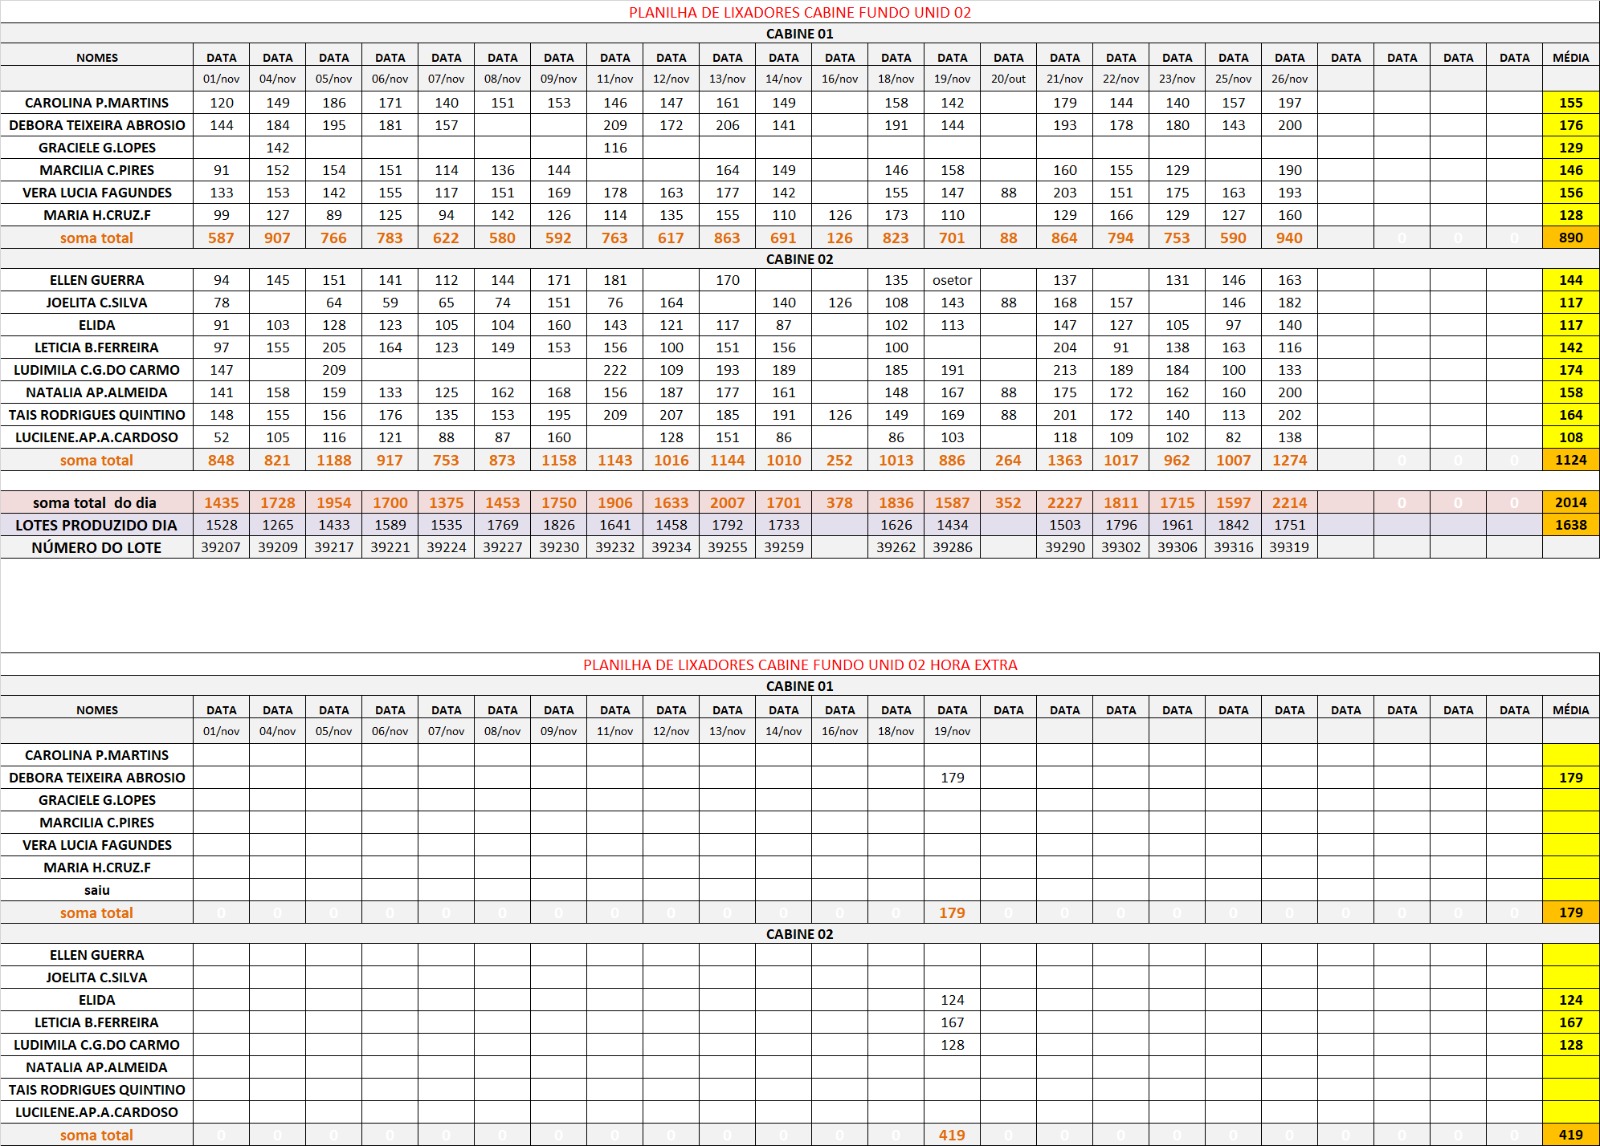 PLANILHA DE LIXADORES CABINE FUNDO UNID 02
CABINE 01
NOMES DATA DATA DATA DATA DATA DATA DATA DATA DATA DATA DATA DATA DATA DATA DATA DATA DATA DATA DATA DATA DATA DATA DATA DATA MÉDIA
01/nov 04/nov 05/nov 06/nov 07/nov 08/nov 09/nov 11/nov 12/nov 13/nov 14/nov 16/nov 18/nov 19/nov 20/out 21/nov 22/nov 23/nov 25/nov 26/nov
CAROLINA P.MARTINS 120 149 186 171 140 151 153 146 147 161 149 158 142 179 144 140 157 197 155
DEBORA TEIXEIRA ABROSIO 144 184 195 181 157 209 172 206 141 191 144 193 178 180 143 200 176
GRACIELE G.LOPES 142 116 129
MARCILIA C.PIRES 91 152 154 151 114 136 144 164 149 146 158 160 155 129 190 146
VERA LUCIA FAGUNDES 133 153 142 155 117 151 169 178 163 177 142 155 147 88 203 151 175 163 193 156
MARIA H.CRUZ.F 99 127 89 125 94 142 126 114 135 155 110 126 173 110 129 166 129 127 160 128
soma total 587 907 766 783 622 580 592 763 617 863 691 126 823 701 88 864 794 753 590 940 0 0 0 890
CABINE 02
ELLEN GUERRA 94 145 151 141 112 144 171 181 170 135 osetor 137 131 146 163 144
JOELITA C.SILVA 78 64 59 65 74 151 76 164 140 126 108 143 88 168 157 146 182 117
ELIDA 91 103 128 123 105 104 160 143 121 117 87 102 113 147 127 105 97 140 117
LETICIA B.FERREIRA 97 155 205 164 123 149 153 156 100 151 156 100 204 91 138 163 116 142
LUDIMILA C.G.DO CARMO 147 209 222 109 193 189 185 191 213 189 184 100 133 174
NATALIA AP.ALMEIDA 141 158 159 133 125 162 168 156 187 177 161 148 167 88 175 172 162 160 200 158
TAIS RODRIGUES QUINTINO 148 155 156 176 135 153 195 209 207 185 191 126 149 169 88 201 172 140 113 202 164
LUCILENE.AP.A.CARDOSO 52 105 116 121 88 87 160 128 151 86 86 103 118 109 102 82 138 108
soma total 848 821 1188 917 753 873 1158 1143 1016 1144 1010 252 1013 886 264 1363 1017 962 1007 1274 0 0 0 1124
soma total do dia 1435 1728 1954 1700 1375 1453 1750 1906 1633 2007 1701 378 1836 1587 352 2227 1811 1715 1597 2214 0 0 0 2014
LOTES PRODUZIDO DIA 1528 1265 1433 1589 1535 1769 1826 1641 1458 1792 1733 1626 1434 1503 1796 1961 1842 1751 1638
NÚMERO DO LOTE 39207 39209 39217 39221 39224 39227 39230 39232 39234 39255 39259 39262 39286 39290 39302 39306 39316 39319
PLANILHA DE LIXADORES CABINE FUNDO UNID 02 HORA EXTRA
CABINE 01
NOMES DATA DATA DATA DATA DATA DATA DATA DATA DATA DATA DATA DATA DATA DATA DATA DATA DATA DATA DATA DATA DATA DATA DATA DATA MÉDIA
01/nov 04/nov 05/nov 06/nov 07/nov 08/nov 09/nov 11/nov 12/nov 13/nov 14/nov 16/nov 18/nov 19/nov
CAROLINA P.MARTINS
DEBORA TEIXEIRA ABROSIO 179 179
GRACIELE G.LOPES
MARCILIA C.PIRES
VERA LUCIA FAGUNDES
MARIA H.CRUZ.F
saiu
soma total 0 0 0 0 0 0 0 0 0 0 0 0 0 179 0 0 0 0 0 0 0 0 0 0 179
CABINE 02
ELLEN GUERRA
JOELITA C.SILVA
ELIDA 124 124
LETICIA B.FERREIRA 167 167
LUDIMILA C.G.DO CARMO 128 128
NATALIA AP.ALMEIDA
TAIS RODRIGUES QUINTINO
LUCILENE.AP.A.CARDOSO
soma total 0 0 0 0 0 0 0 0 0 0 0 0 0 419 0 0 0 0 0 0 0 0 0 0 419